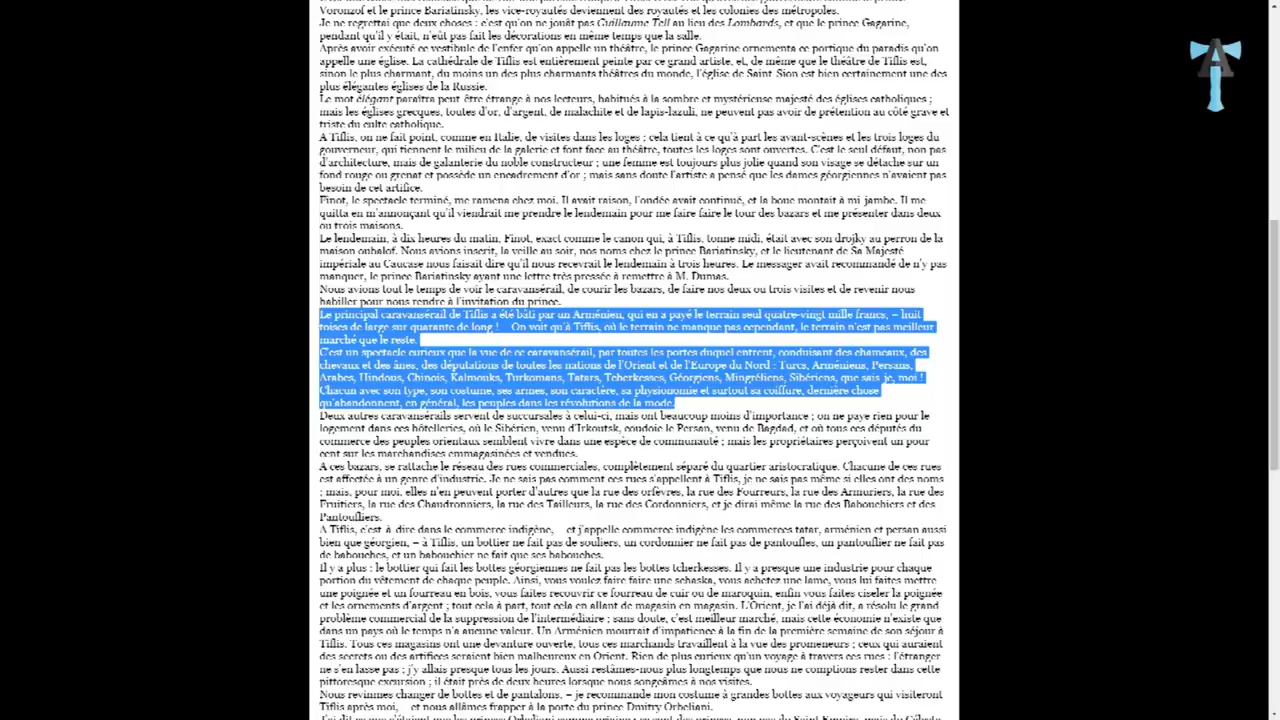 Voronzof et le prince Bariatinsky, les vice-royautés deviennent des royautés et les colonies des métropoles.
Je ne regrettai que deux choses : c'est qu'on ne jouât pas Guillaume Tell au lieu des Lombards, et que le prince Gagarine,
pendant qu'il y était, n'eût pas fait les décorations en même temps que la salle.
Après avoir exécuté ce vestibule de l'enfer qu'on appelle un théâtre, le prince Gagarine ornementa ce portique du paradis qu'on
appelle une église. La cathédrale de Tiflis est entièrement peinte par ce grand artiste, et, de même que le théâtre de Tiflis est,
sinon le plus charmant, du moins un des plus charmants théâtres du monde, l'église de Saint-Sion est bien certainement une des
plus élégantes églises de la Russie.
Le mot élégant paraîtra peut-être étrange à nos lecteurs, habitués à la sombre et mystérieuse majesté des églises catholiques ;
mais les églises grecques, toutes d'or, d'argent, de malachite et de lapis-lazuli, ne peuvent pas avoir de prétention au côté grave et
triste du culte catholique.
A Tiflis, on ne fait point, comme en Italie, de visites dans les loges ; cela tient à ce qu'à part les avant-scènes et les trois loges du
gouverneur, qui tiennent le milieu de la galerie et font face au théâtre, toutes les loges sont ouvertes. C'est le seul défaut, non pas
d'architecture, mais de galanterie du noble constructeur ; une femme est toujours plus jolie quand son visage se détache sur un
fond rouge ou grenat et possède un encadrement d'or ; mais sans doute l'artiste a pensé que les dames géorgiennes n'avaient pas
besoin de cet artifice.
Finot, le spectacle terminé, me ramena chez moi. Il avait raison, l'ondée avait continué, et la boue montait à mi-jambe. Il me
quitta en m'annonçant qu'il viendrait me prendre le lendemain pour me faire faire le tour des bazars et me présenter dans deux
ou trois maisons.
Le lendemain, à dix heures du matin, Finot, exact comme le canon qui, à Tiflis, tonne midi, était avec son drojky au perron de la
maison oubalof. Nous avions inscrit, la veille au soir, nos noms chez le prince Bariatinsky, et le lieutenant de Sa Majesté
impériale au Caucase nous faisait dire qu'il nous recevrait le lendemain à trois heures. Le messager avait recommandé de n'y pas
manquer, le prince Bariatinsky ayant une lettre très pressée à remettre à M. Dumas.
Nous avions tout le temps de voir le caravansérail, de courir les bazars, de faire nos deux ou trois visites et de revenir nous
habiller pour nous rendre à l'invitation du prince.
Le principal caravansérail de Tiflis a été bâti par un Arménien, qui en a payé le terrain seul quatre-vingt mille francs, – huit
toises de large sur quarante de long ! On voit qu'à Tiflis, où le terrain ne manque pas cependant, le terrain n'est pas meilleur
marché que le reste.
C'est un spectacle curieux que la vue de ce caravansérail, par toutes les portes duquel entrent, conduisant des chameaux, des
chevaux et des ânes, des députations de toutes les nations de l'Orient et de l'Europe du Nord : Turcs, Arméniens, Persans,
Arabes, Hindous, Chinois, Kalmouks, Turkomans, Tatars, Tcherkesses, Géorgiens, Mingréliens, Sibériens, que sais-je, moi !
Chacun avec son type, son costume, ses armes, son caractère, sa physionomie et surtout sa coiffure, dernière chose
qu'abandonnent, en général, les peuples dans les révolutions de la mode.
Deux autres caravansérails servent de succursales à celui-ci, mais ont beaucoup moins d'importance ; on ne paye rien pour le
logement dans ces hôtelleries, où le Sibérien, venu d'Irkoutsk, coudoie le Persan, venu de Bagdad, et où tous ces députés du
commerce des peuples orientaux semblent vivre dans une espèce de communauté ; mais les propriétaires perçoivent un pour
cent sur les marchandises emmagasinées et vendues.
A ces bazars, se rattache le réseau des rues commerciales, complètement séparé du quartier aristocratique. Chacune de ces rues
est affectée à un genre d'industrie. Je ne sais pas comment ces rues s'appellent à Tiflis, je ne sais pas même si elles ont des noms
; mais, pour moi, elles n'en peuvent porter d'autres que la rue des orfèvres, la rue des Fourreurs, la rue des Armuriers, la rue des
Fruitiers, la rue des Chaudronniers, la rue des Tailleurs, la rue des Cordonniers, et je dirai même la rue des Babouchiers et des
Pantoufliers.
A Tiflis, c'est-à-dire dans le commerce indigène, et j'appelle commerce indigène les commerces tatar, arménien et persan aussi
bien que géorgien, – à Tiflis, un bottier ne fait pas de souliers, un cordonnier ne fait pas de pantoufles, un pantouflier ne fait pas
de babouches, et un babouchier ne fait que ses babouches.
Il y a plus : le bottier qui fait les bottes géorgiennes ne fait pas les bottes tcherkesses. Il y a presque une industrie pour chaque
portion du vêtement de chaque peuple. Ainsi, vous voulez faire faire une schaska, vous achetez une lame, vous lui faites mettre
une poignée et un fourreau en bois, vous faites recouvrir ce fourreau de cuir ou de maroquin, enfin vous faites ciseler la poignée
et les ornements d'argent ; tout cela à part, tout cela en allant de magasin en magasin. L'Orient, je l'ai déjà dit, a résolu le grand
problème commercial de la suppression de l'intermédiaire ; sans doute, c'est meilleur marché, mais cette économie n'existe que
dans un pays où le temps n'a aucune valeur. Un Arménien mourrait d'impatience à la fin de la première semaine de son séjour à
Tiflis. Tous ces magasins ont une devanture ouverte, tous ces marchands travaillent à la vue des promeneurs ; ceux qui auraient
des secrets ou des artifices seraient bien malheureux en Orient. Rien de plus curieux qu'un voyage à travers ces rues ; l'étranger
ne s'en lasse pas ; j'y allais presque tous les jours. Aussi restâmes-nous plus longtemps que nous ne comptions rester dans cette
pittoresque excursion ; il était près de deux heures lorsque nous songeâmes à nos visites.
Nous revînmes changer de bottes et de pantalons, – je recommande mon costume à grandes bottes aux voyageurs qui visiteront
Tiflis après moi, et nous allâmes frapper à la porte du prince Dmitry Orbeliani.